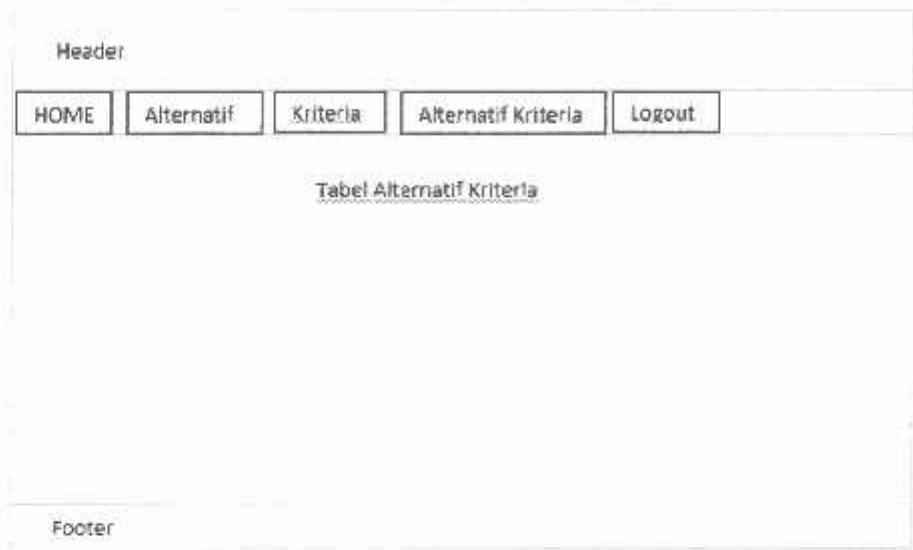 Header
HOME Alternatif Kriteria Alternatif Kriteria Logout
Tabel Alternatif Kriteria
Footer